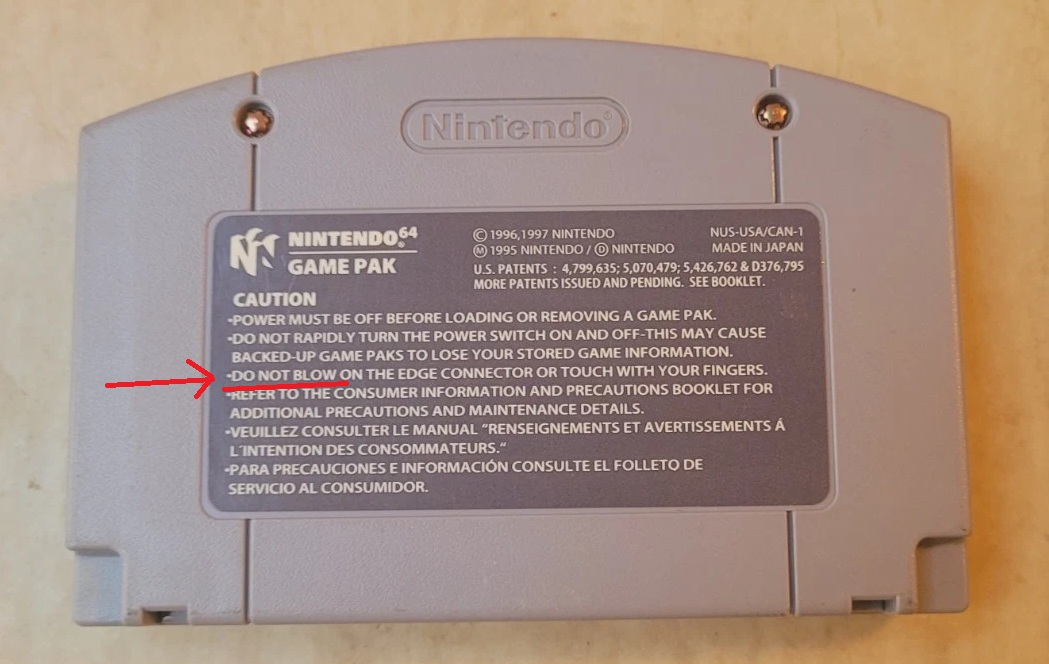 Nintendo®
NINTENDO®64
GAME PAK
© 1996,1997 NINTENDO
Ⓜ 1995 NINTENDO / Ⓓ NINTENDO
NUS-USA/CAN-1
MADE IN JAPAN
U.S. PATENTS : 4,799,635; 5,070,479; 5,426,762 & D376,795
MORE PATENTS ISSUED AND PENDING. SEE BOOKLET.
CAUTION
•POWER MUST BE OFF BEFORE LOADING OR REMOVING A GAME PAK.
•DO NOT RAPIDLY TURN THE POWER SWITCH ON AND OFF-THIS MAY CAUSE
BACKED-UP GAME PAKS TO LOSE YOUR STORED GAME INFORMATION.
•DO NOT BLOW ON THE EDGE CONNECTOR OR TOUCH WITH YOUR FINGERS.
•REFER TO THE CONSUMER INFORMATION AND PRECAUTIONS BOOKLET FOR
ADDITIONAL PRECAUTIONS AND MAINTENANCE DETAILS.
•VEUILLEZ CONSULTER LE MANUAL "RENSEIGNEMENTS ET AVERTISSEMENTS Á
L'INTENTION DES CONSOMMATEURS."
•PARA PRECAUCIONES E INFORMACIÓN CONSULTE EL FOLLETO DE
SERVICIO AL CONSUMIDOR.